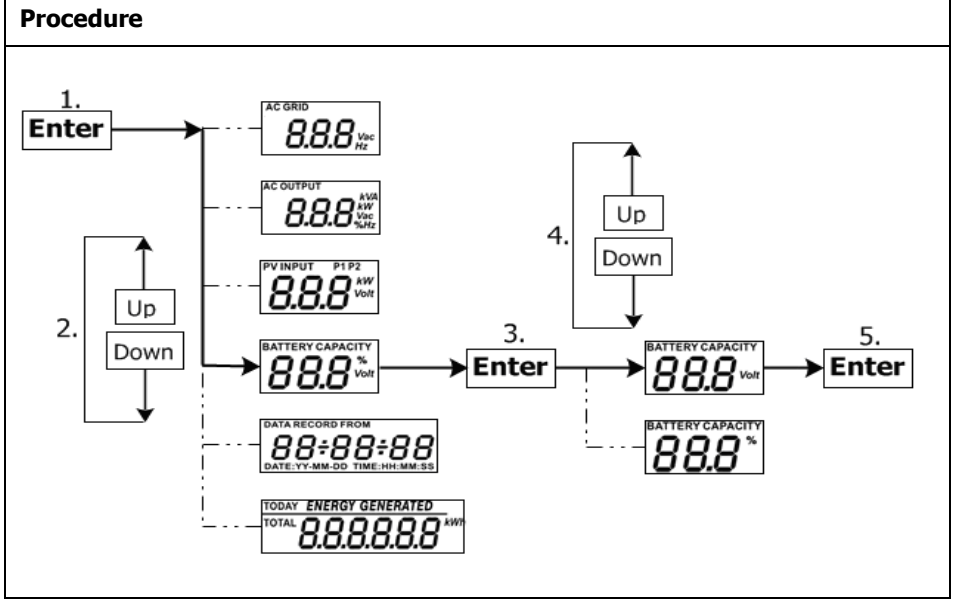 Procedure
1.
Enter
AC GRID
8.8.8 Vac
Hz
AC OUTPUT
8.8.8 kVA
kW
Vac
%Hz
PV INPUT P1 P2
8.8.8 kW
Volt
2.
Up
Down
BATTERY CAPACITY
88.8 %
Volt
3.
Enter
4.
Up
Down
BATTERY CAPACITY
88.8 Volt
5.
Enter
BATTERY CAPACITY
88.8 %
DATA RECORD FROM
88:88:88
DATE:YY-MM-DD TIME:HH:MM:SS
TODAY ENERGY GENERATED
TOTAL 8.8.8.8.8.8 kWh